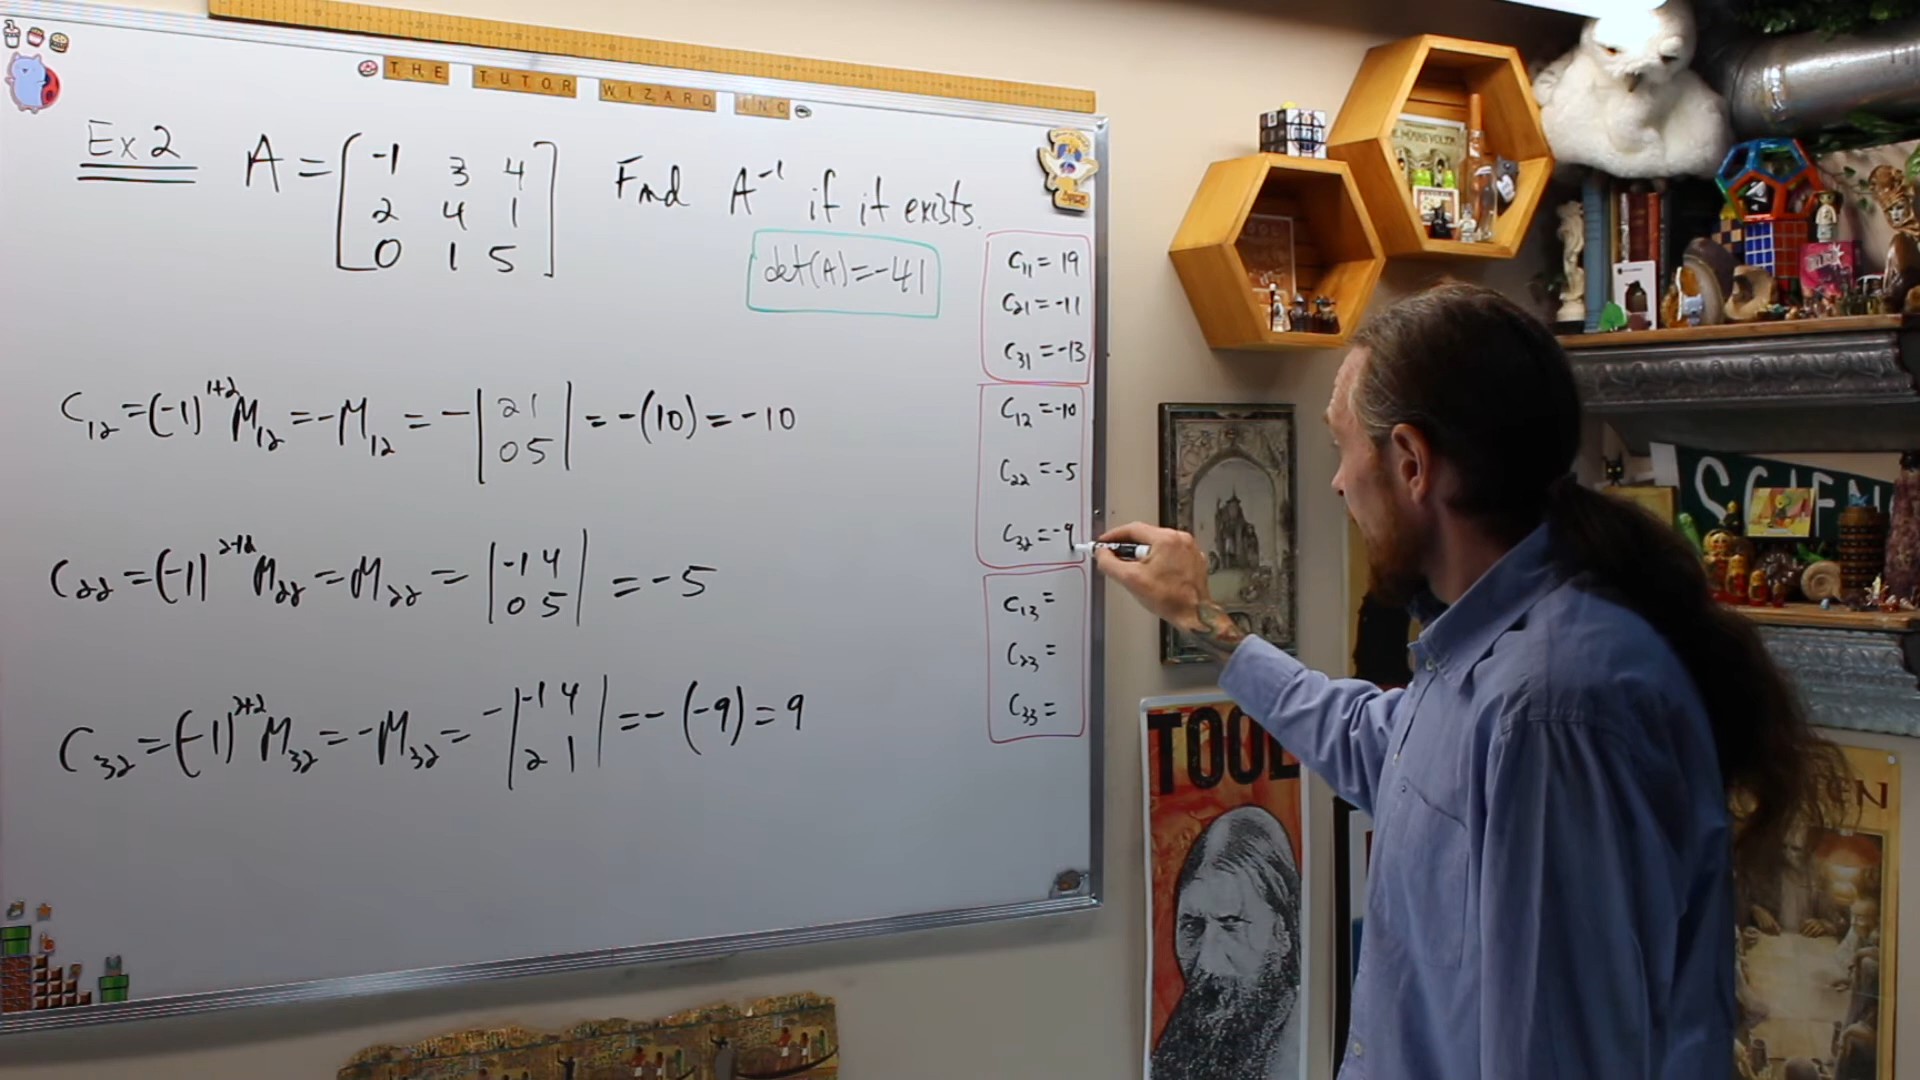 THE TUTOR WIZARD INC
Ex 2 A = [-1 3 4
2 4 1
0 1 5] Find A⁻¹ if it exists.
det(A) = -41
C₁₂ = (-1)¹⁺² M₁₂ = -M₁₂ = -|2 1
0 5| = -(10) = -10
C₂₂ = (-1)²⁺² M₂₂ = M₂₂ = |-1 4
0 5| = -5
C₃₂ = (-1)³⁺² M₃₂ = -M₃₂ = -|-1 4
2 1| = -(-9) = 9
C₁₁ = 19
C₂₁ = -11
C₃₁ = -13
C₁₂ = -10
C₂₂ = -5
C₃₂ = -9
C₁₃ =
C₂₃ =
C₃₃ =
TOOL